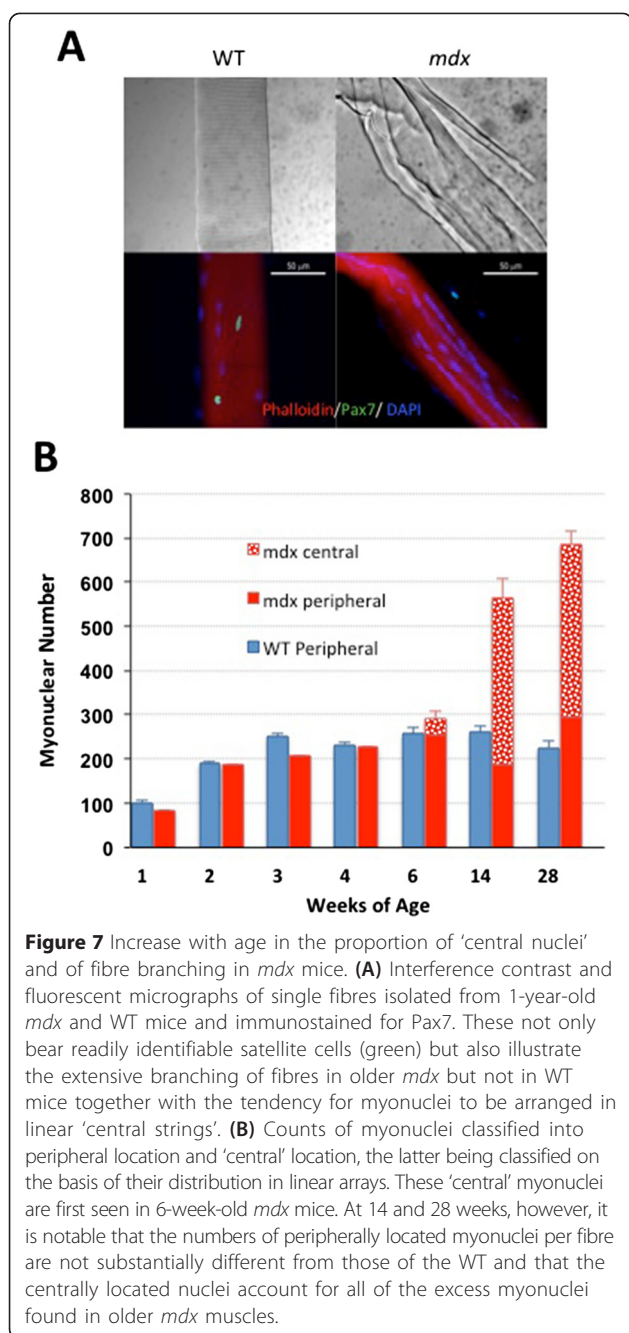 A
WT
mdx
50 µm
50 µm
Phalloidin/Pax7/ DAPI
B
800
700
600
500
400
300
200
100
0
Myonuclear Number
mdx central
mdx peripheral
WT Peripheral
1 2 3 4 6 14 28
Weeks of Age
Figure 7 Increase with age in the proportion of ‘central nuclei’
and of fibre branching in mdx mice. (A) Interference contrast and
fluorescent micrographs of single fibres isolated from 1-year-old
mdx and WT mice and immunostained for Pax7. These not only
bear readily identifiable satellite cells (green) but also illustrate
the extensive branching of fibres in older mdx but not in WT
mice together with the tendency for myonuclei to be arranged in
linear ‘central strings’. (B) Counts of myonuclei classified into
peripheral location and ‘central’ location, the latter being classified on
the basis of their distribution in linear arrays. These ‘central’ myonuclei
are first seen in 6-week-old mdx mice. At 14 and 28 weeks, however, it
is notable that the numbers of peripherally located myonuclei per fibre
are not substantially different from those of the WT and that the
centrally located nuclei account for all of the excess myonuclei
found in older mdx muscles.